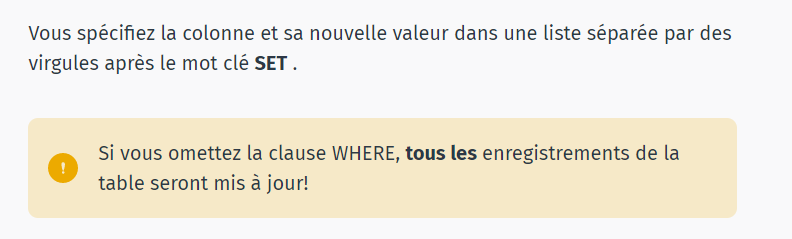 Vous spécifiez la colonne et sa nouvelle valeur dans une liste séparée par des
virgules après le mot clé SET .
Si vous omettez la clause WHERE, tous les enregistrements de la
table seront mis à jour!